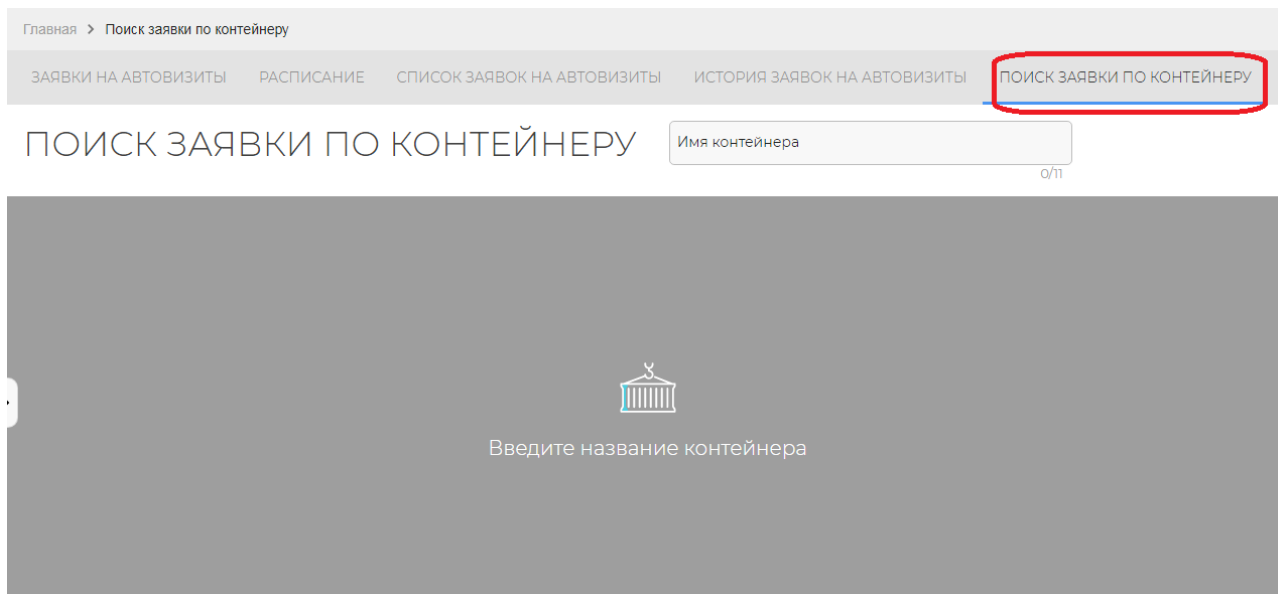 Главная > Поиск заявки по контейнеру
ЗАЯВКИ НА АВТОВИЗИТЫ РАСПИСАНИЕ СПИСОК ЗАЯВОК НА АВТОВИЗИТЫ ИСТОРИЯ ЗАЯВОК НА АВТОВИЗИТЫ ПОИСК ЗАЯВКИ ПО КОНТЕЙНЕРУ
ПОИСК ЗАЯВКИ ПО КОНТЕЙНЕРУ Имя контейнера
0/11
Введите название контейнера